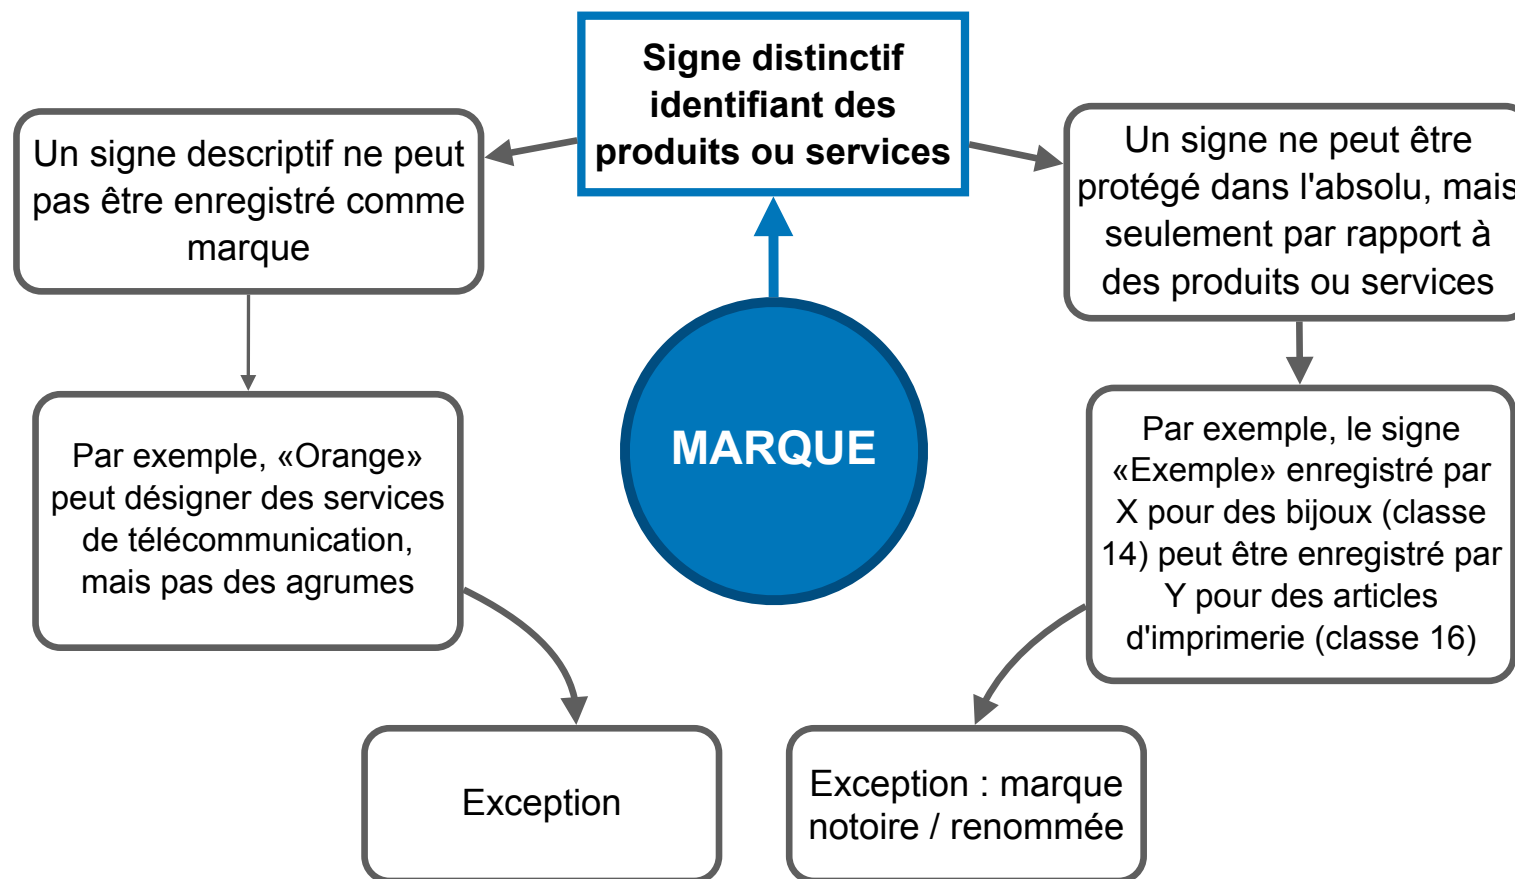 Signe distinctif
identifiant des
produits ou services
Un signe descriptif ne peut
pas être enregistré comme
marque
Un signe ne peut être
protégé dans l'absolu, mais
seulement par rapport à
des produits ou services
MARQUE
Par exemple, «Orange»
peut désigner des services
de télécommunication,
mais pas des agrumes
Par exemple, le signe
«Exemple» enregistré par
X pour des bijoux (classe
14) peut être enregistré par
Y pour des articles
d'imprimerie (classe 16)
Exception
Exception : marque
notoire / renommée